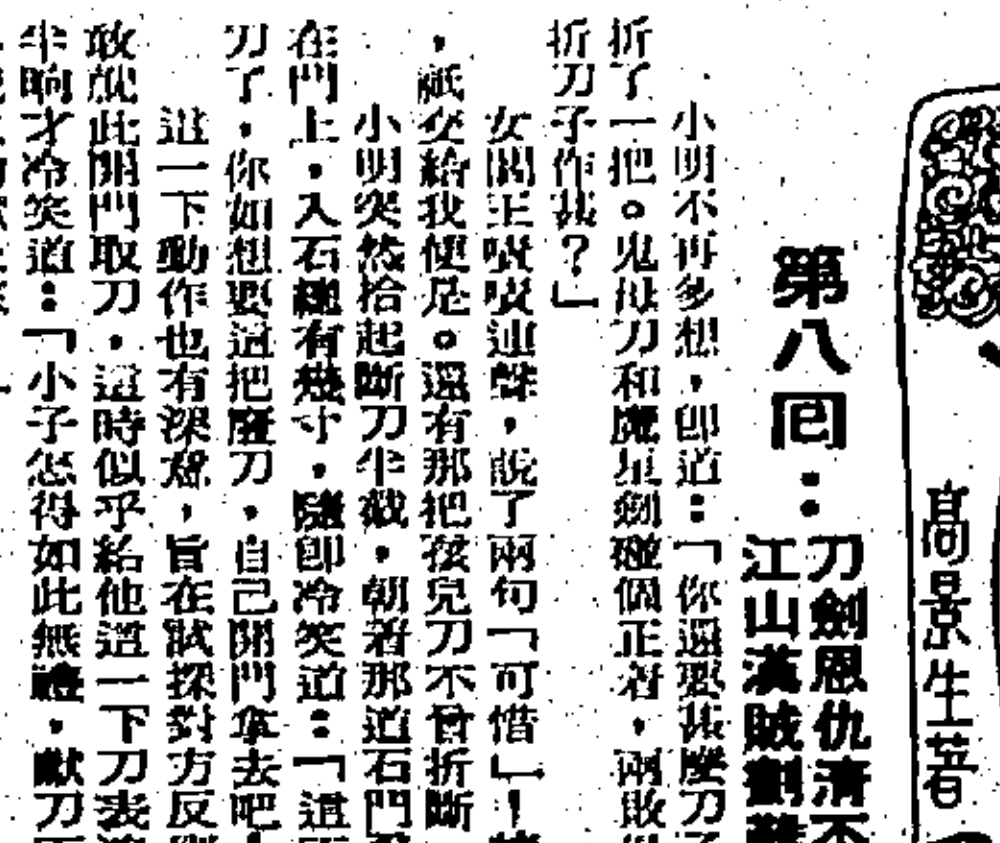 高景生著
第八回：
刀劍恩仇清不
江山漢賊劃
小明不再多想，即道：「你還要甚麼刀子
折了一把。鬼母刀和魔星劍碰個正着，兩敗俱
折刀子作甚？」
女閻王嘆嘆連聲，說了兩句「可惜」！
，祇交給我便是。還有那把孩兒刀不曾折斷
小明突然拾起斷刀半截，朝着那道石門
在門上，入石總有幾寸，隨即冷笑道：「這
刀了，你如想要這把魔刀，自己開門拿去吧！
這一下動作也有深意，旨在試探對方反
敢就此開門取刀，這時似乎給他這一下刀
半晌才冷笑道：「小子怎得如此無禮，獻刀